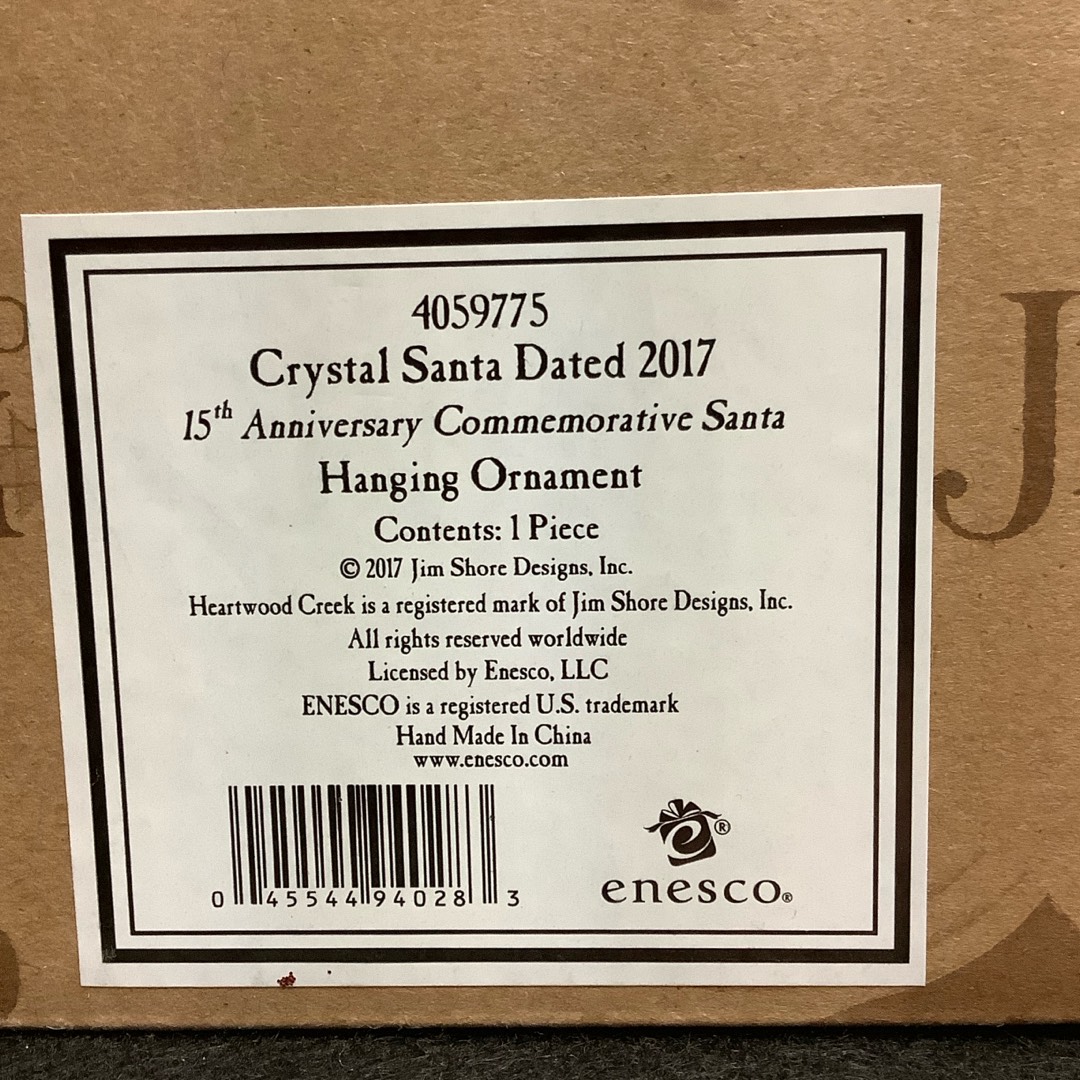 4059775
Crystal Santa Dated 2017
15th Anniversary Commemorative Santa
Hanging Ornament
Contents: 1 Piece
© 2017 Jim Shore Designs, Inc.
Heartwood Creek is a registered mark of Jim Shore Designs, Inc.
All rights reserved worldwide
Licensed by Enesco, LLC
ENESCO is a registered U.S. trademark
Hand Made In China
www.enesco.com
0 45544 94028 3
®
enesco®
J